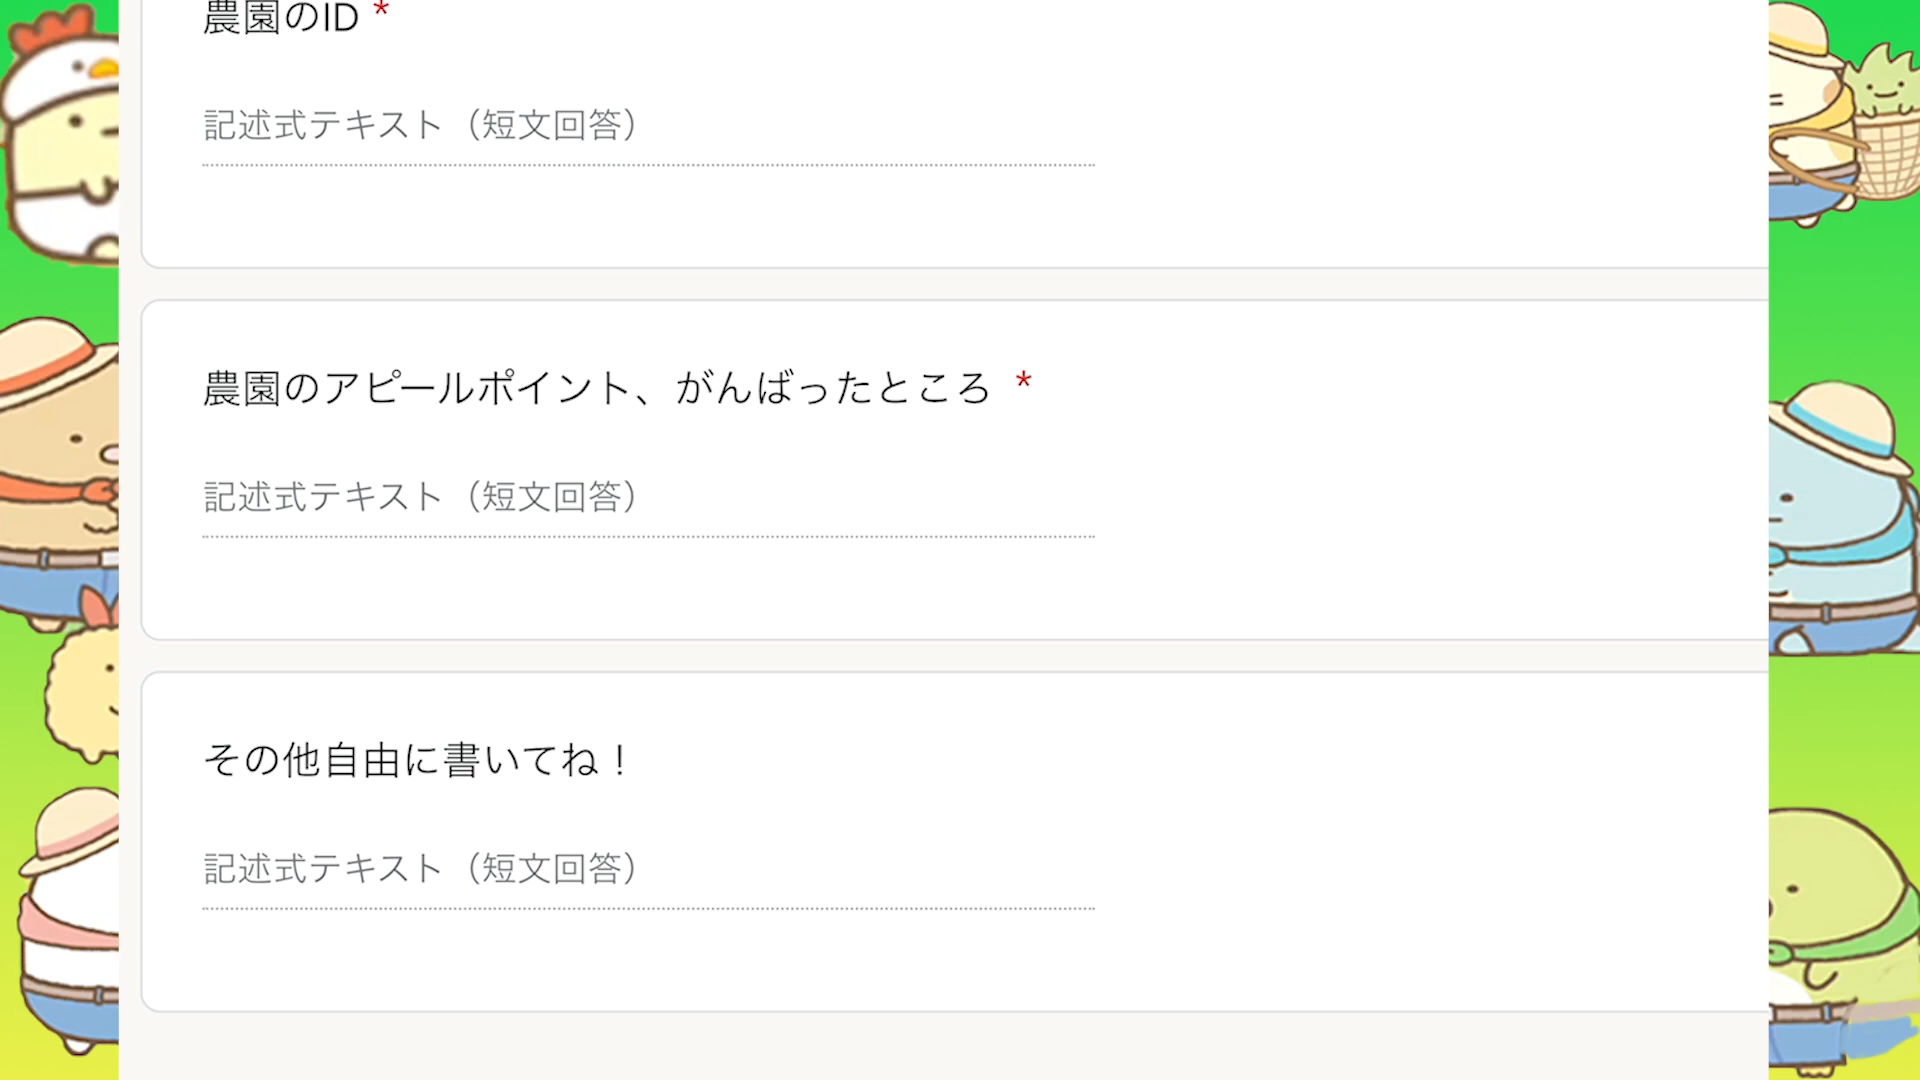 農園のID *
記述式テキスト（短文回答）
農園のアピールポイント、がんばったところ *
記述式テキスト（短文回答）
その他自由に書いてね！
記述式テキスト（短文回答）